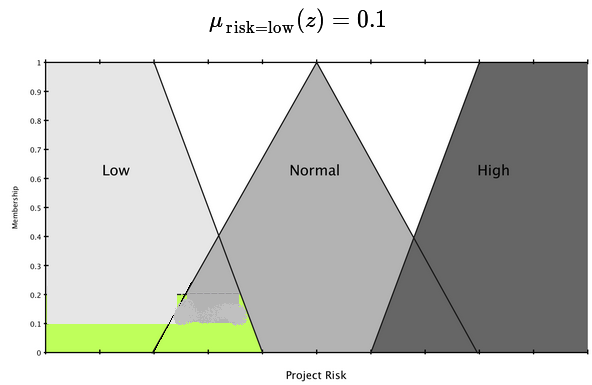 μ risk=low (z) = 0.1
1
0.9
0.8
0.7
0.6
0.5
0.4
0.3
0.2
0.1
0
Membership
Low
Normal
High
Project Risk